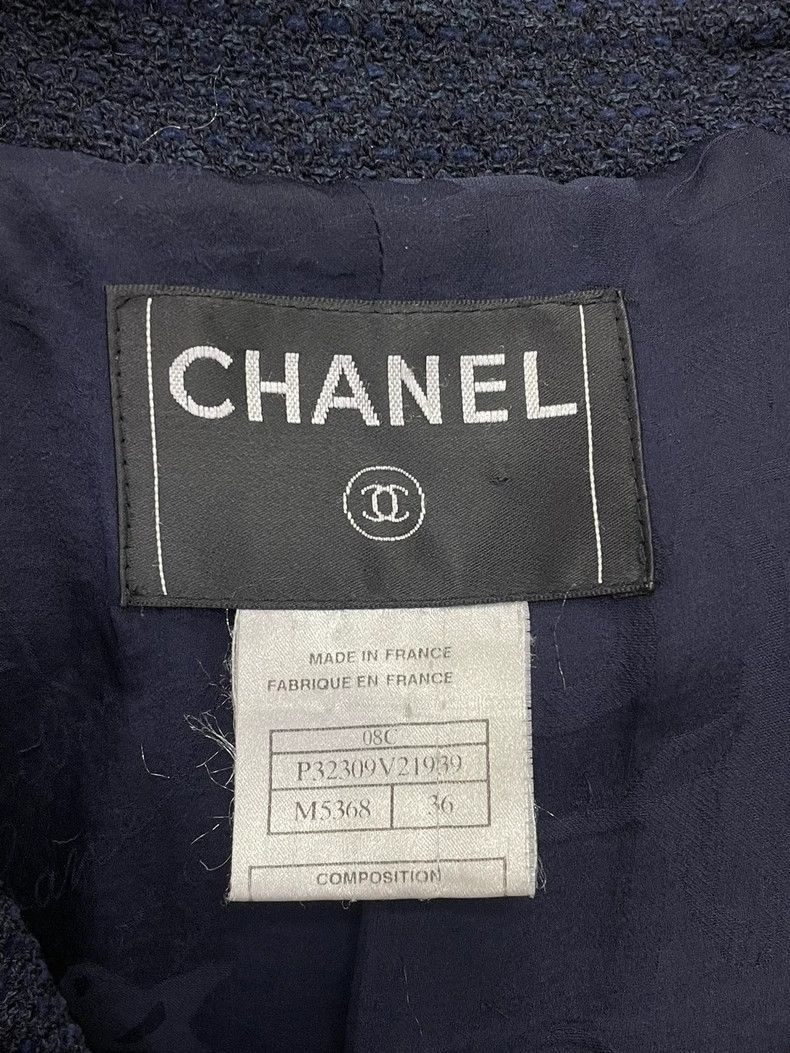 CHANEL
MADE IN FRANCE
FABRIQUE EN FRANCE
08C
P32309V21939
M5368 36
COMPOSITION